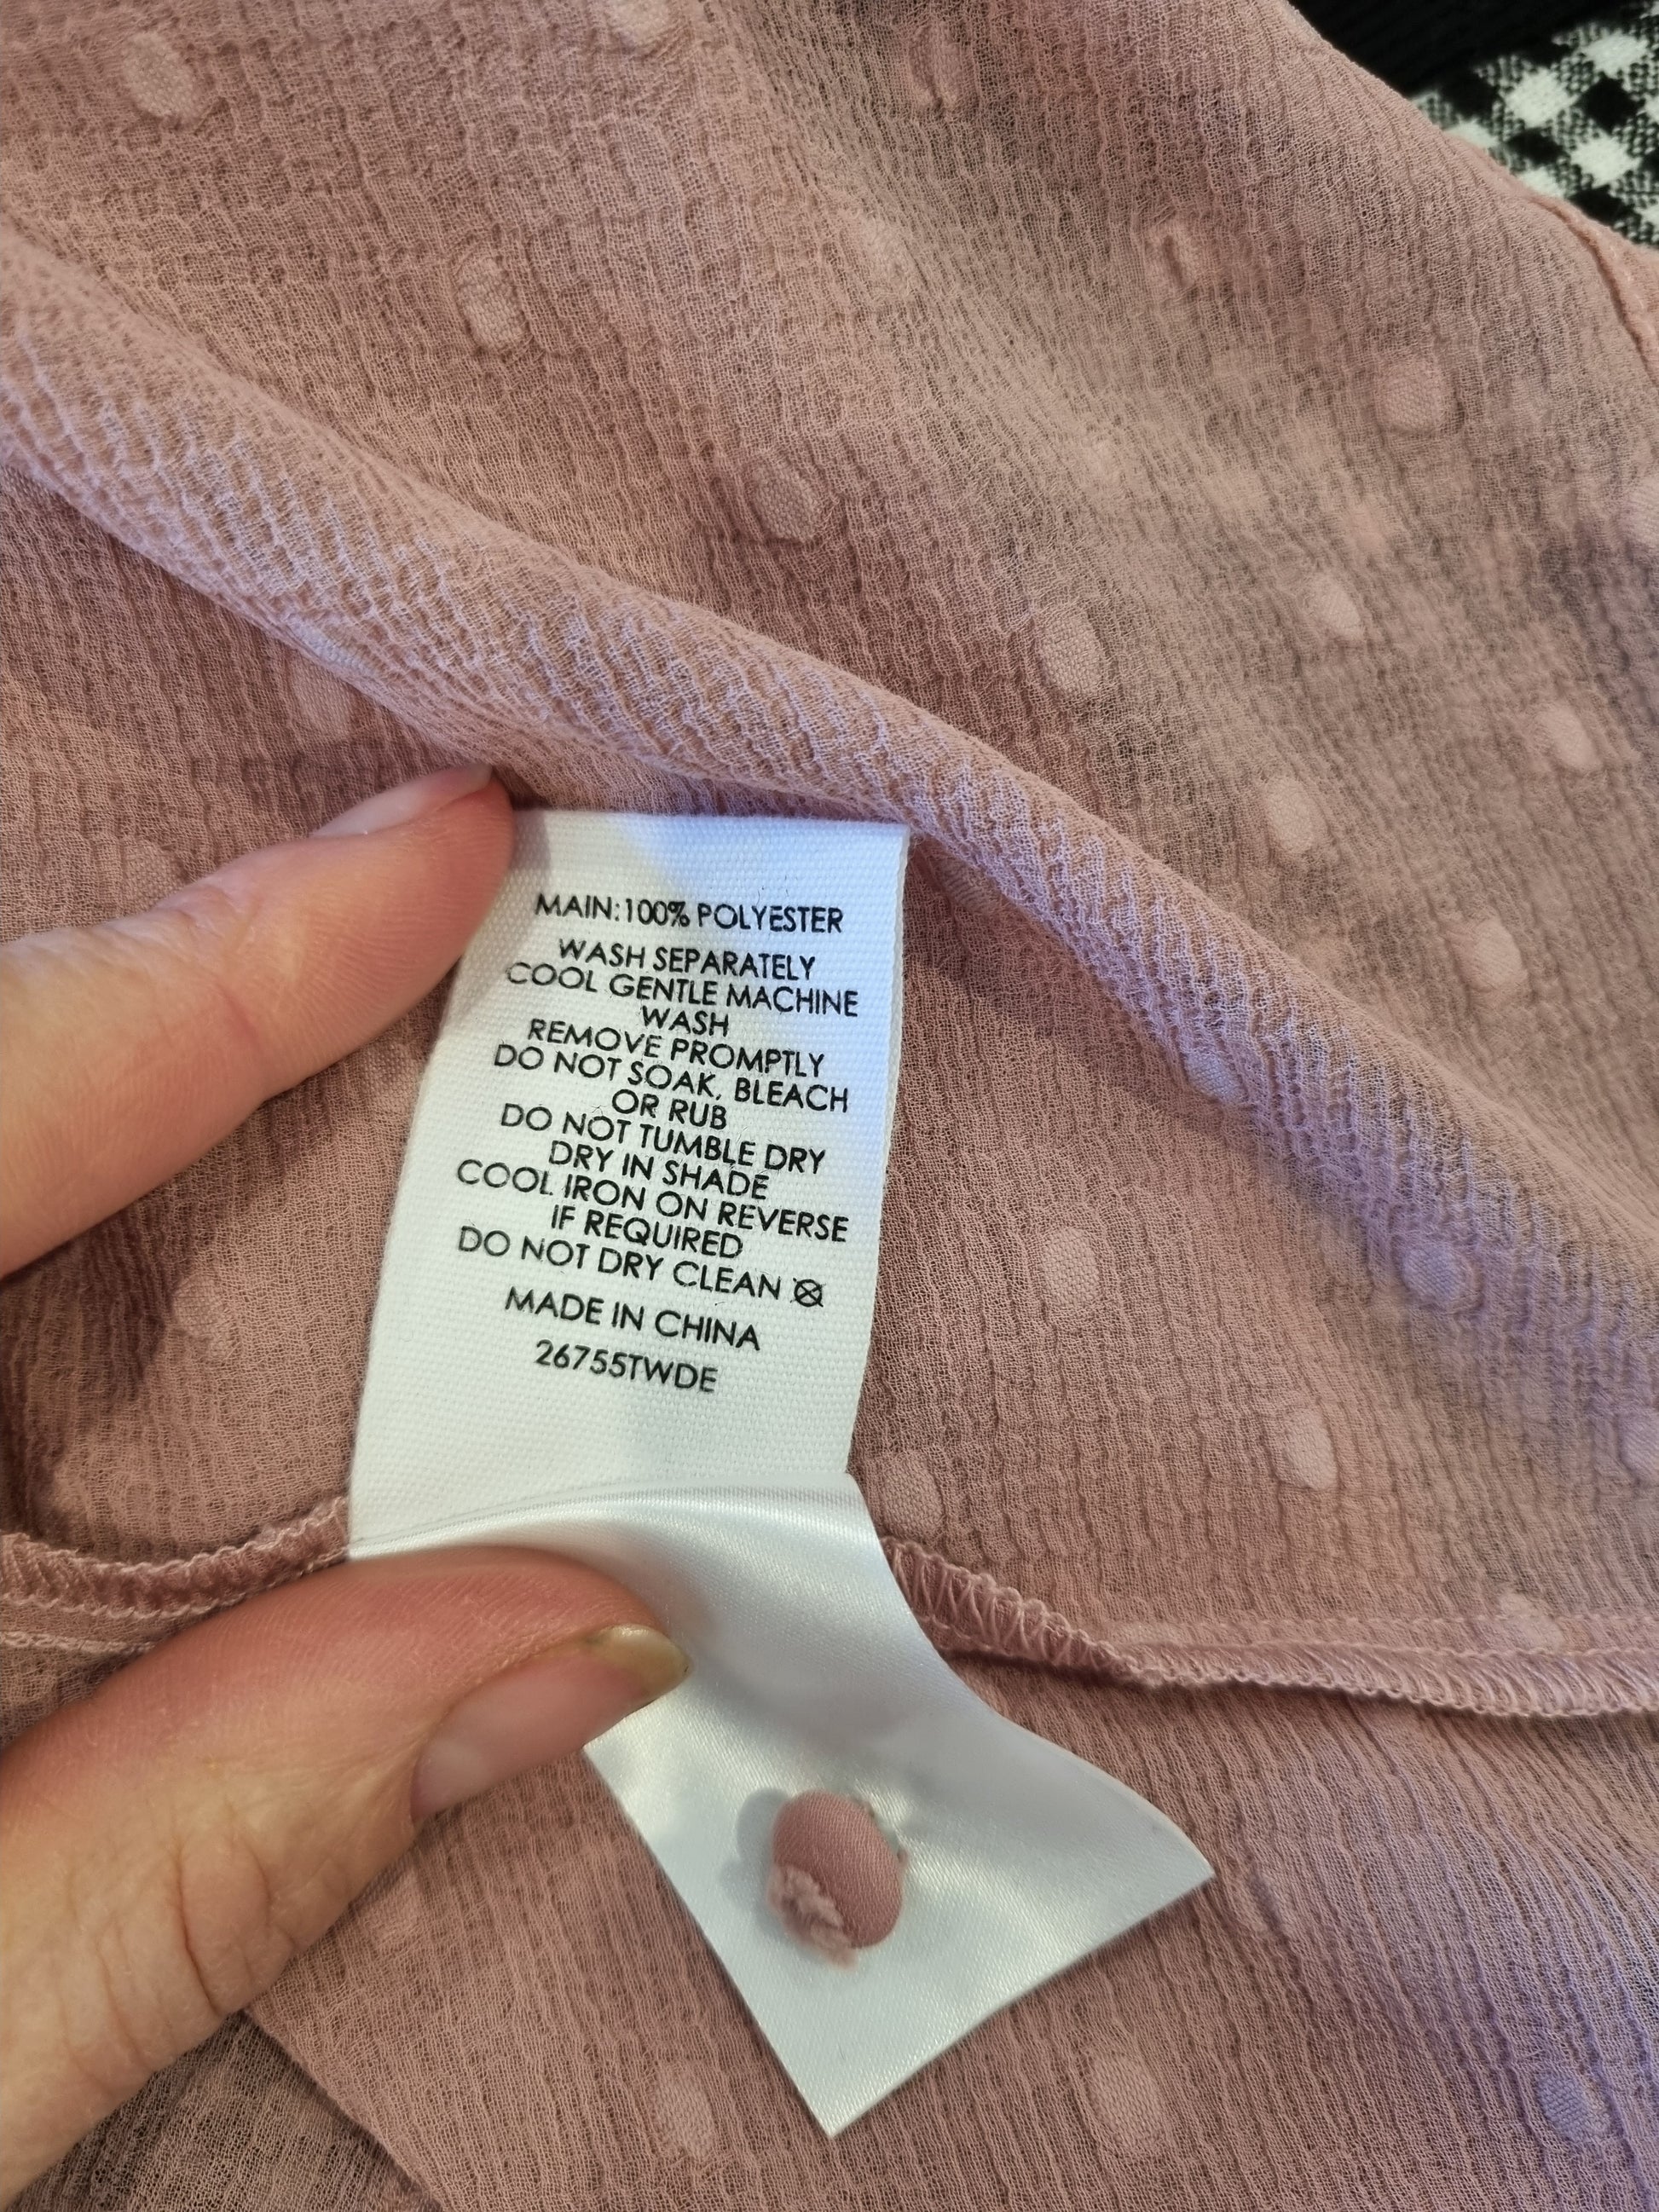 MAIN:100% POLYESTER
WASH SEPARATELY
COOL GENTLE MACHINE
WASH
REMOVE PROMPTLY
DO NOT SOAK, BLEACH
OR RUB
DO NOT TUMBLE DRY
DRY IN SHADE
COOL IRON ON REVERSE
IF REQUIRED
DO NOT DRY CLEAN
MADE IN CHINA
26755TWDE